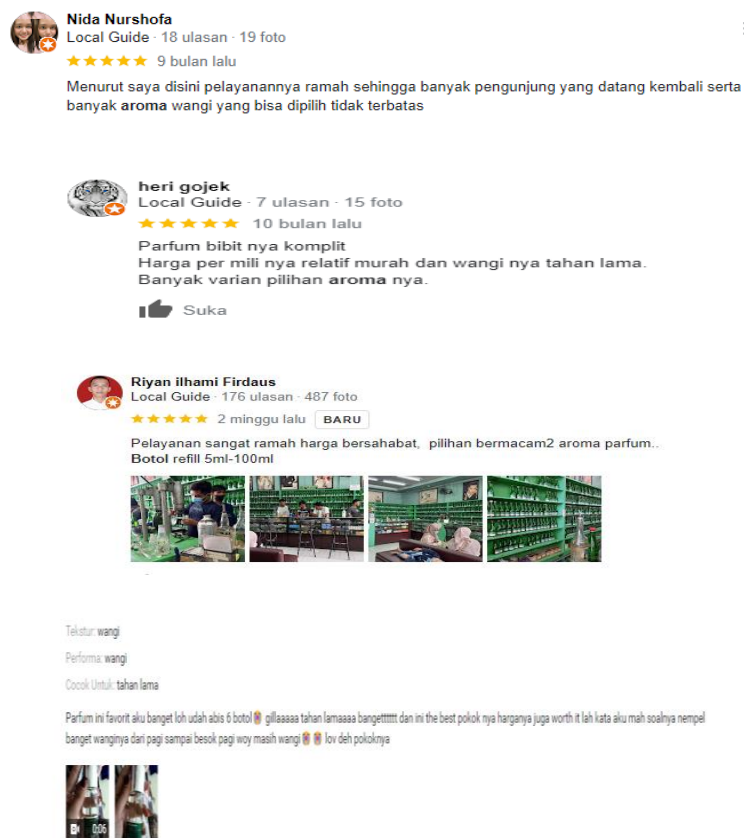 Nida Nurshofa
Local Guide · 18 ulasan · 19 foto
9 bulan lalu
Menurut saya disini pelayanannya ramah sehingga banyak pengunjung yang datang kembali serta
banyak aroma wangi yang bisa dipilih tidak terbatas
heri gojek
Local Guide · 7 ulasan · 15 foto
10 bulan lalu
Parfum bibit nya komplit
Harga per mili nya relatif murah dan wangi nya tahan lama.
Banyak varian pilihan aroma nya.
Suka
Riyan ilhami Firdaus
Local Guide · 176 ulasan · 487 foto
2 minggu lalu BARU
Pelayanan sangat ramah harga bersahabat, pilihan bermacam2 aroma parfum..
Botol refill 5ml-100ml
Tekstur: wangi
Performa: wangi
Cocok Untuk: tahan lama
Parfum ini favorit aku banget loh udah abis 6 botol gillaaaaa tahan lamaaaa bangettttttt dan ini the best pokok nya harganya juga worth it lah kata aku mah soalnya nempel
banget wanginya dari pagi sampai besok pagi woy masih wangi lov deh pokoknya
0:06